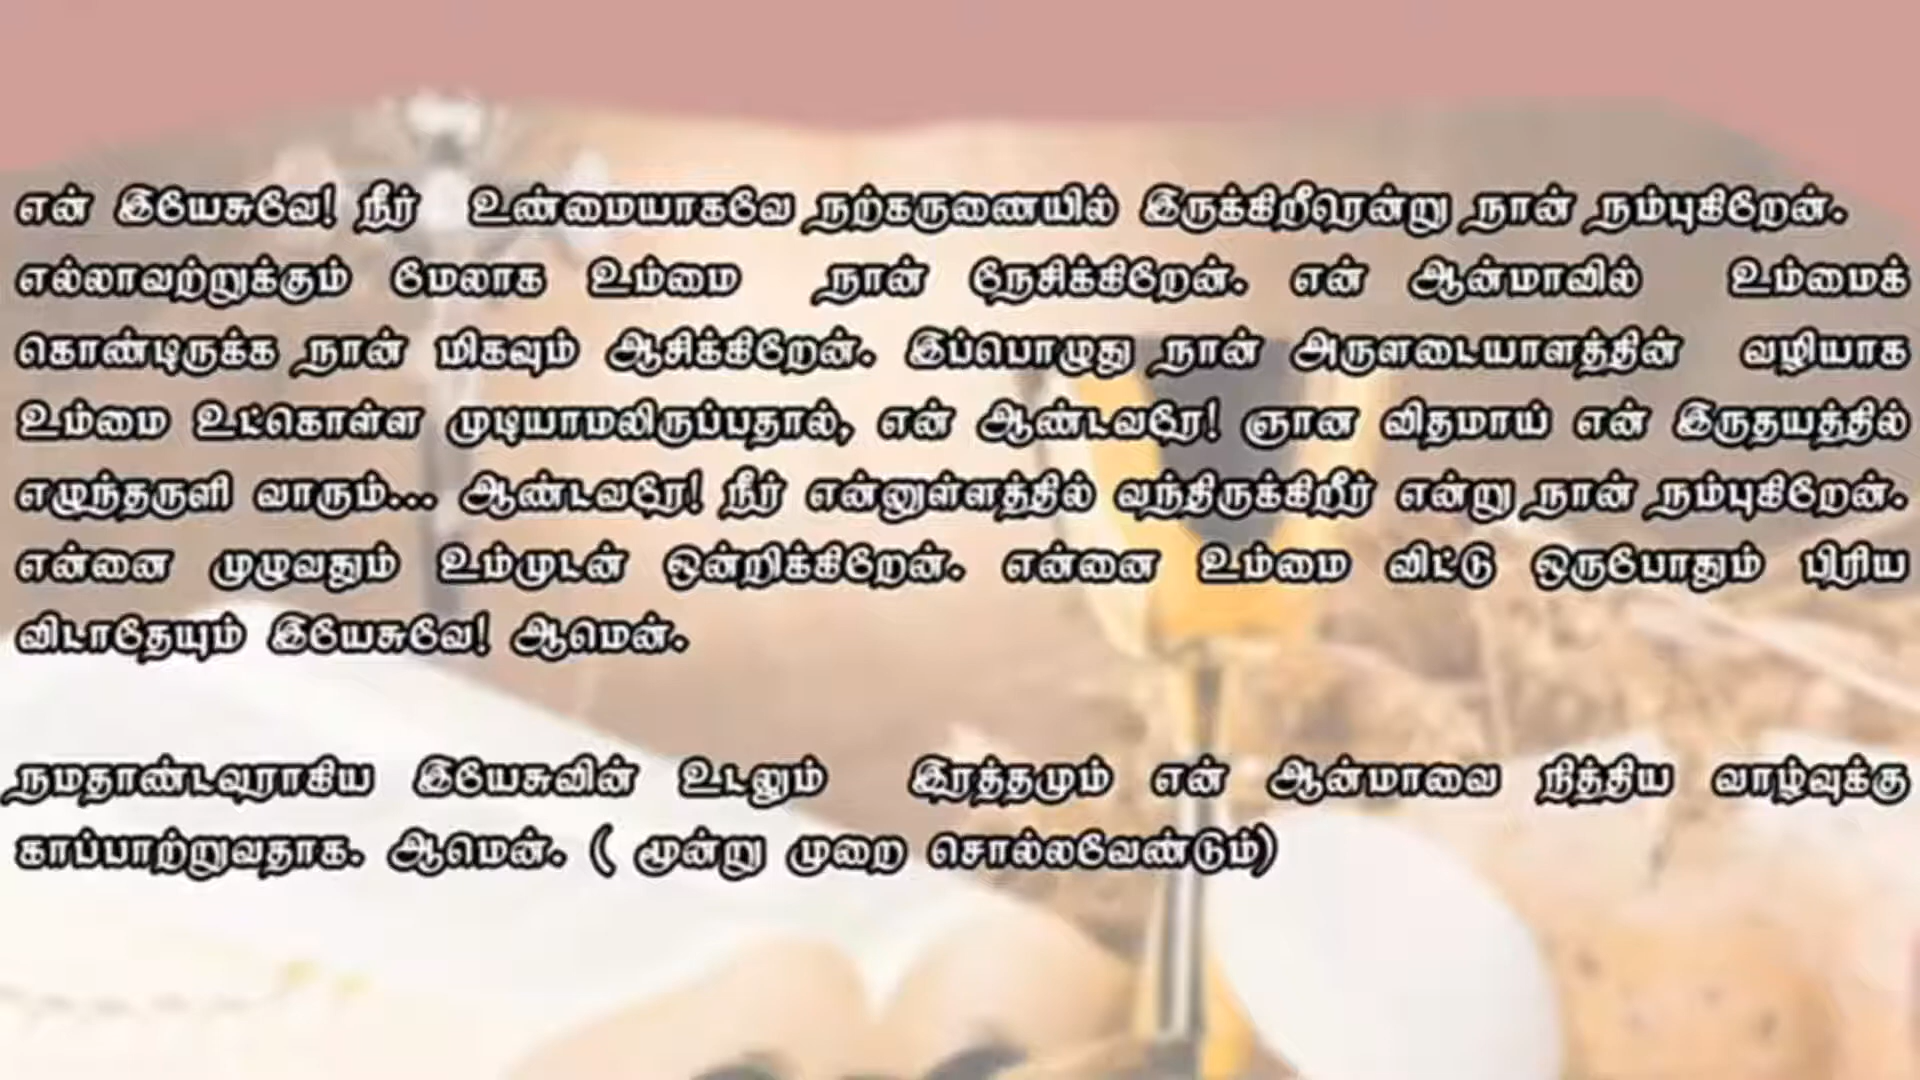 என் இயேசுவே! நீர் உண்மையாகவே நற்கருணையில் இருக்கிறீரென்று நான் நம்புகிறேன்.
எல்லாவற்றுக்கும் மேலாக உம்மை நான் நேசிக்கிறேன். என் ஆன்மாவில் உம்மைக்
கொண்டிருக்க நான் மிகவும் ஆசிக்கிறேன். இப்பொழுது நான் அருளடையாளத்தின் வழியாக
உம்மை உட்கொள்ள முடியாமலிருப்பதால், என் ஆண்டவரே! ஞான விதமாய் என் இருதயத்தில்
எழுந்தருளி வாரும்... ஆண்டவரே! நீர் என்னுள்ளத்தில் வந்திருக்கிறீர் என்று நான் நம்புகிறேன்.
என்னை முழுவதும் உம்முடன் ஒன்றிக்கிறேன். என்னை உம்மை விட்டு ஒருபோதும் பிரிய
விடாதேயும் இயேசுவே! ஆமென்.
நமதாண்டவராகிய இயேசுவின் உடலும் இரத்தமும் என் ஆன்மாவை நித்திய வாழ்வுக்கு
காப்பாற்றுவதாக. ஆமென். ( மூன்று முறை சொல்லவேண்டும்)